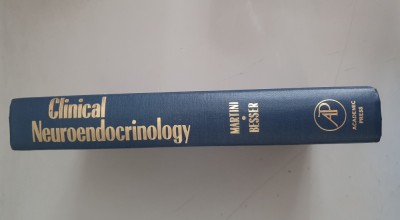 Clinical
Neuroendocrinology
MARTINI
•
BESSER
AP
ACADEMIC
PRESS